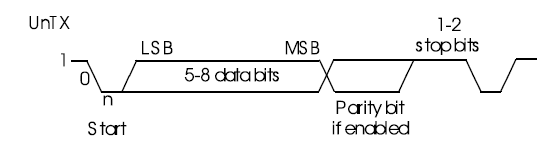 UnTX
1-2
stop bits
LSB
MSB
1
0
5-8 data bits
n
Start
Parity bit
if enabled